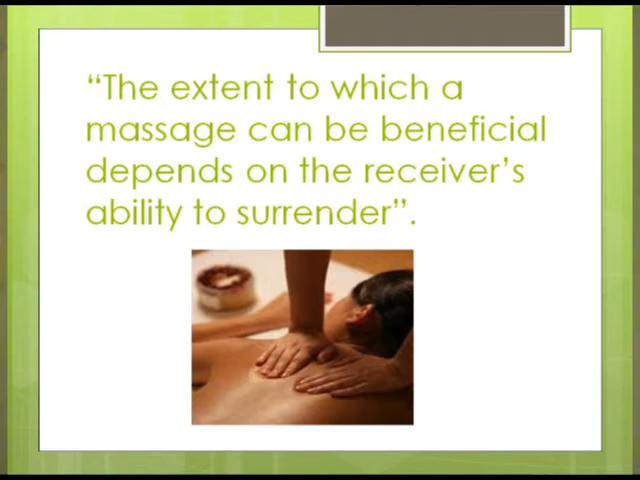 “The extent to which a
massage can be beneficial
depends on the receiver’s
ability to surrender”.